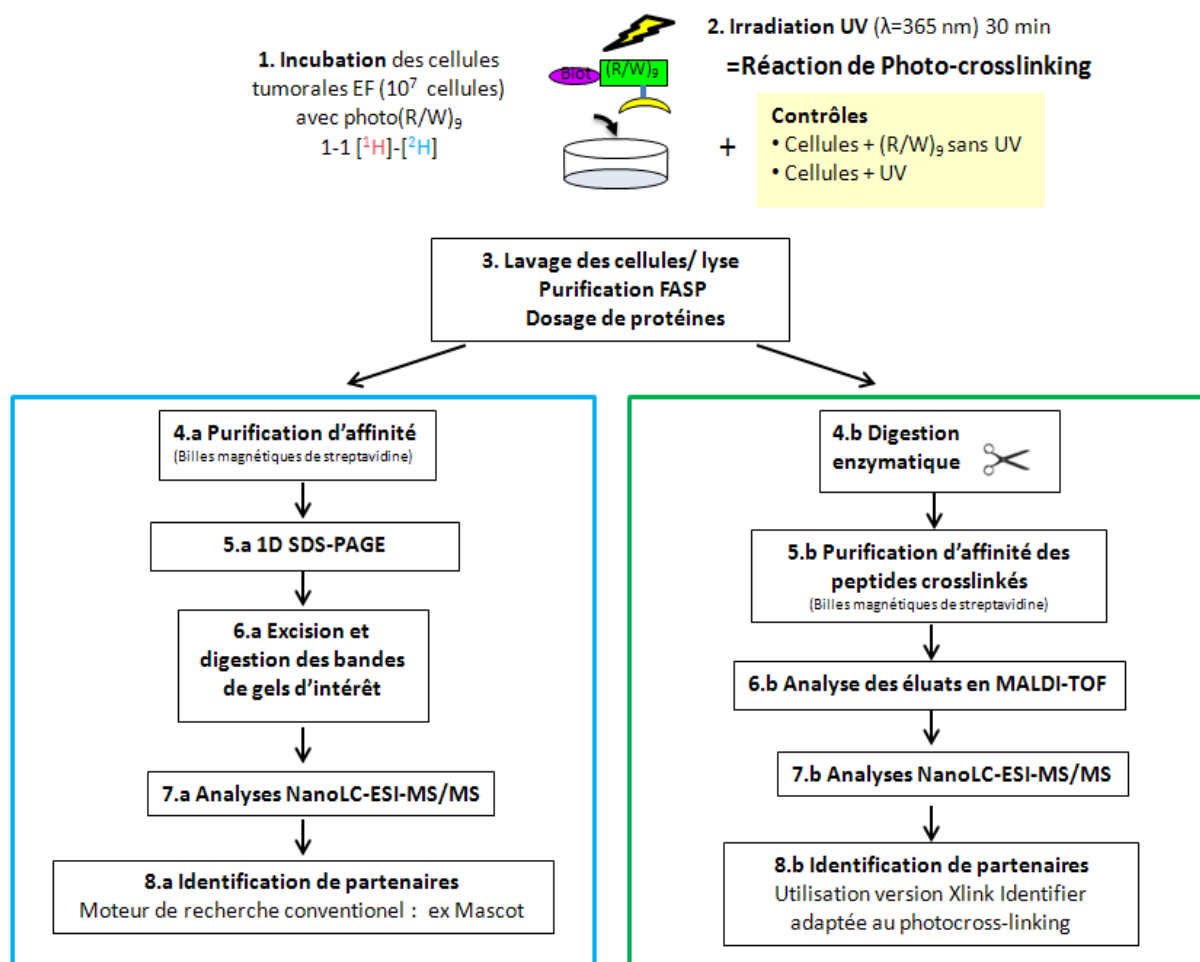 1. Incubation des cellules
tumorales EF (10⁷ cellules)
avec photo(R/W)₉
1-1 [¹H]-[²H]
Biot
(R/W)₉
2. Irradiation UV (λ=365 nm) 30 min
=Réaction de Photo-crosslinking
+
Contrôles
• Cellules + (R/W)₉ sans UV
• Cellules + UV
3. Lavage des cellules/ lyse
Purification FASP
Dosage de protéines
4.a Purification d’affinité
(Billes magnétiques de streptavidine)
5.a 1D SDS-PAGE
6.a Excision et
digestion des bandes
de gels d’intérêt
7.a Analyses NanoLC-ESI-MS/MS
8.a Identification de partenaires
Moteur de recherche conventionel : ex Mascot
4.b Digestion
enzymatique
5.b Purification d’affinité des
peptides crosslinkés
(Billes magnétiques de streptavidine)
6.b Analyse des éluats en MALDI-TOF
7.b Analyses NanoLC-ESI-MS/MS
8.b Identification de partenaires
Utilisation version Xlink Identifier
adaptée au photocross-linking